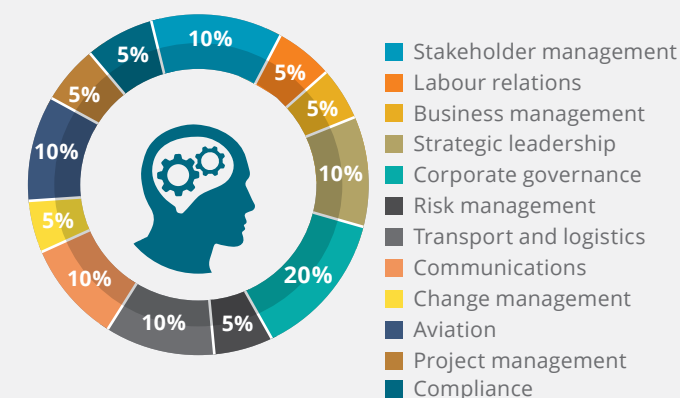 10%
5%
5%
10%
20%
5%
10%
10%
5%
10%
5%
5%
Stakeholder management
Labour relations
Business management
Strategic leadership
Corporate governance
Risk management
Transport and logistics
Communications
Change management
Aviation
Project management
Compliance